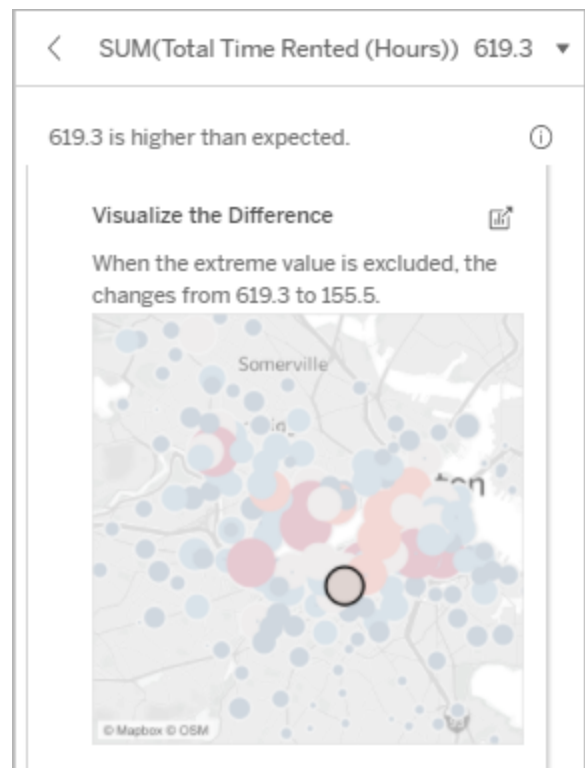 SUM(Total Time Rented (Hours)) 619.3
619.3 is higher than expected.
Visualize the Difference
When the extreme value is excluded, the
changes from 619.3 to 155.5.
Somerville
© Mapbox © OSM